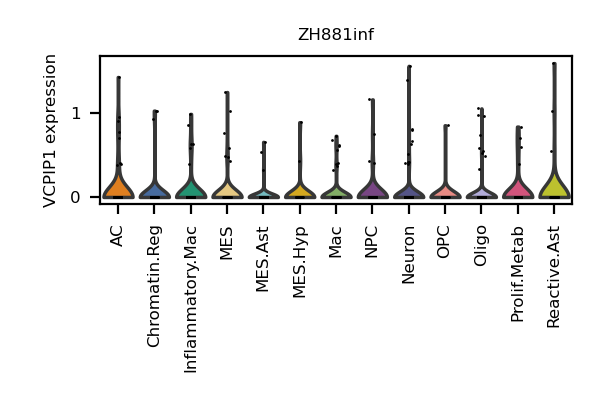 ZH881inf
VCPIP1 expression
1
0
AC
Chromatin.Reg
Inflammatory.Mac
MES
MES.Ast
MES.Hyp
Mac
NPC
Neuron
OPC
Oligo
Prolif.Metab
Reactive.Ast